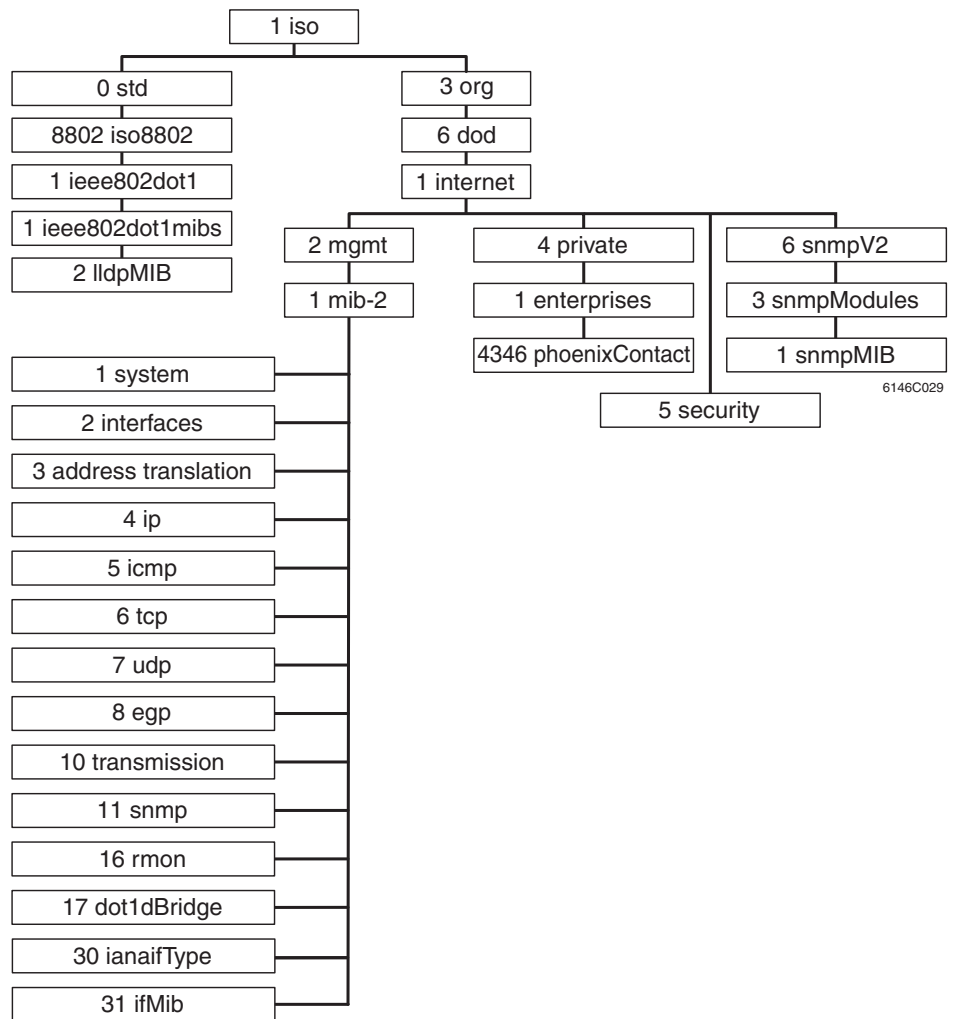 1 iso
0 std
3 org
8802 iso8802
6 dod
1 ieee802dot1
1 internet
1 ieee802dot1mibs
2 mgmt
4 private
6 snmpV2
2 lldpMIB
1 mib-2
1 enterprises
3 snmpModules
4346 phoenixContact
1 snmpMIB
6146C029
5 security
1 system
2 interfaces
3 address translation
4 ip
5 icmp
6 tcp
7 udp
8 egp
10 transmission
11 snmp
16 rmon
17 dot1dBridge
30 ianaifType
31 ifMib